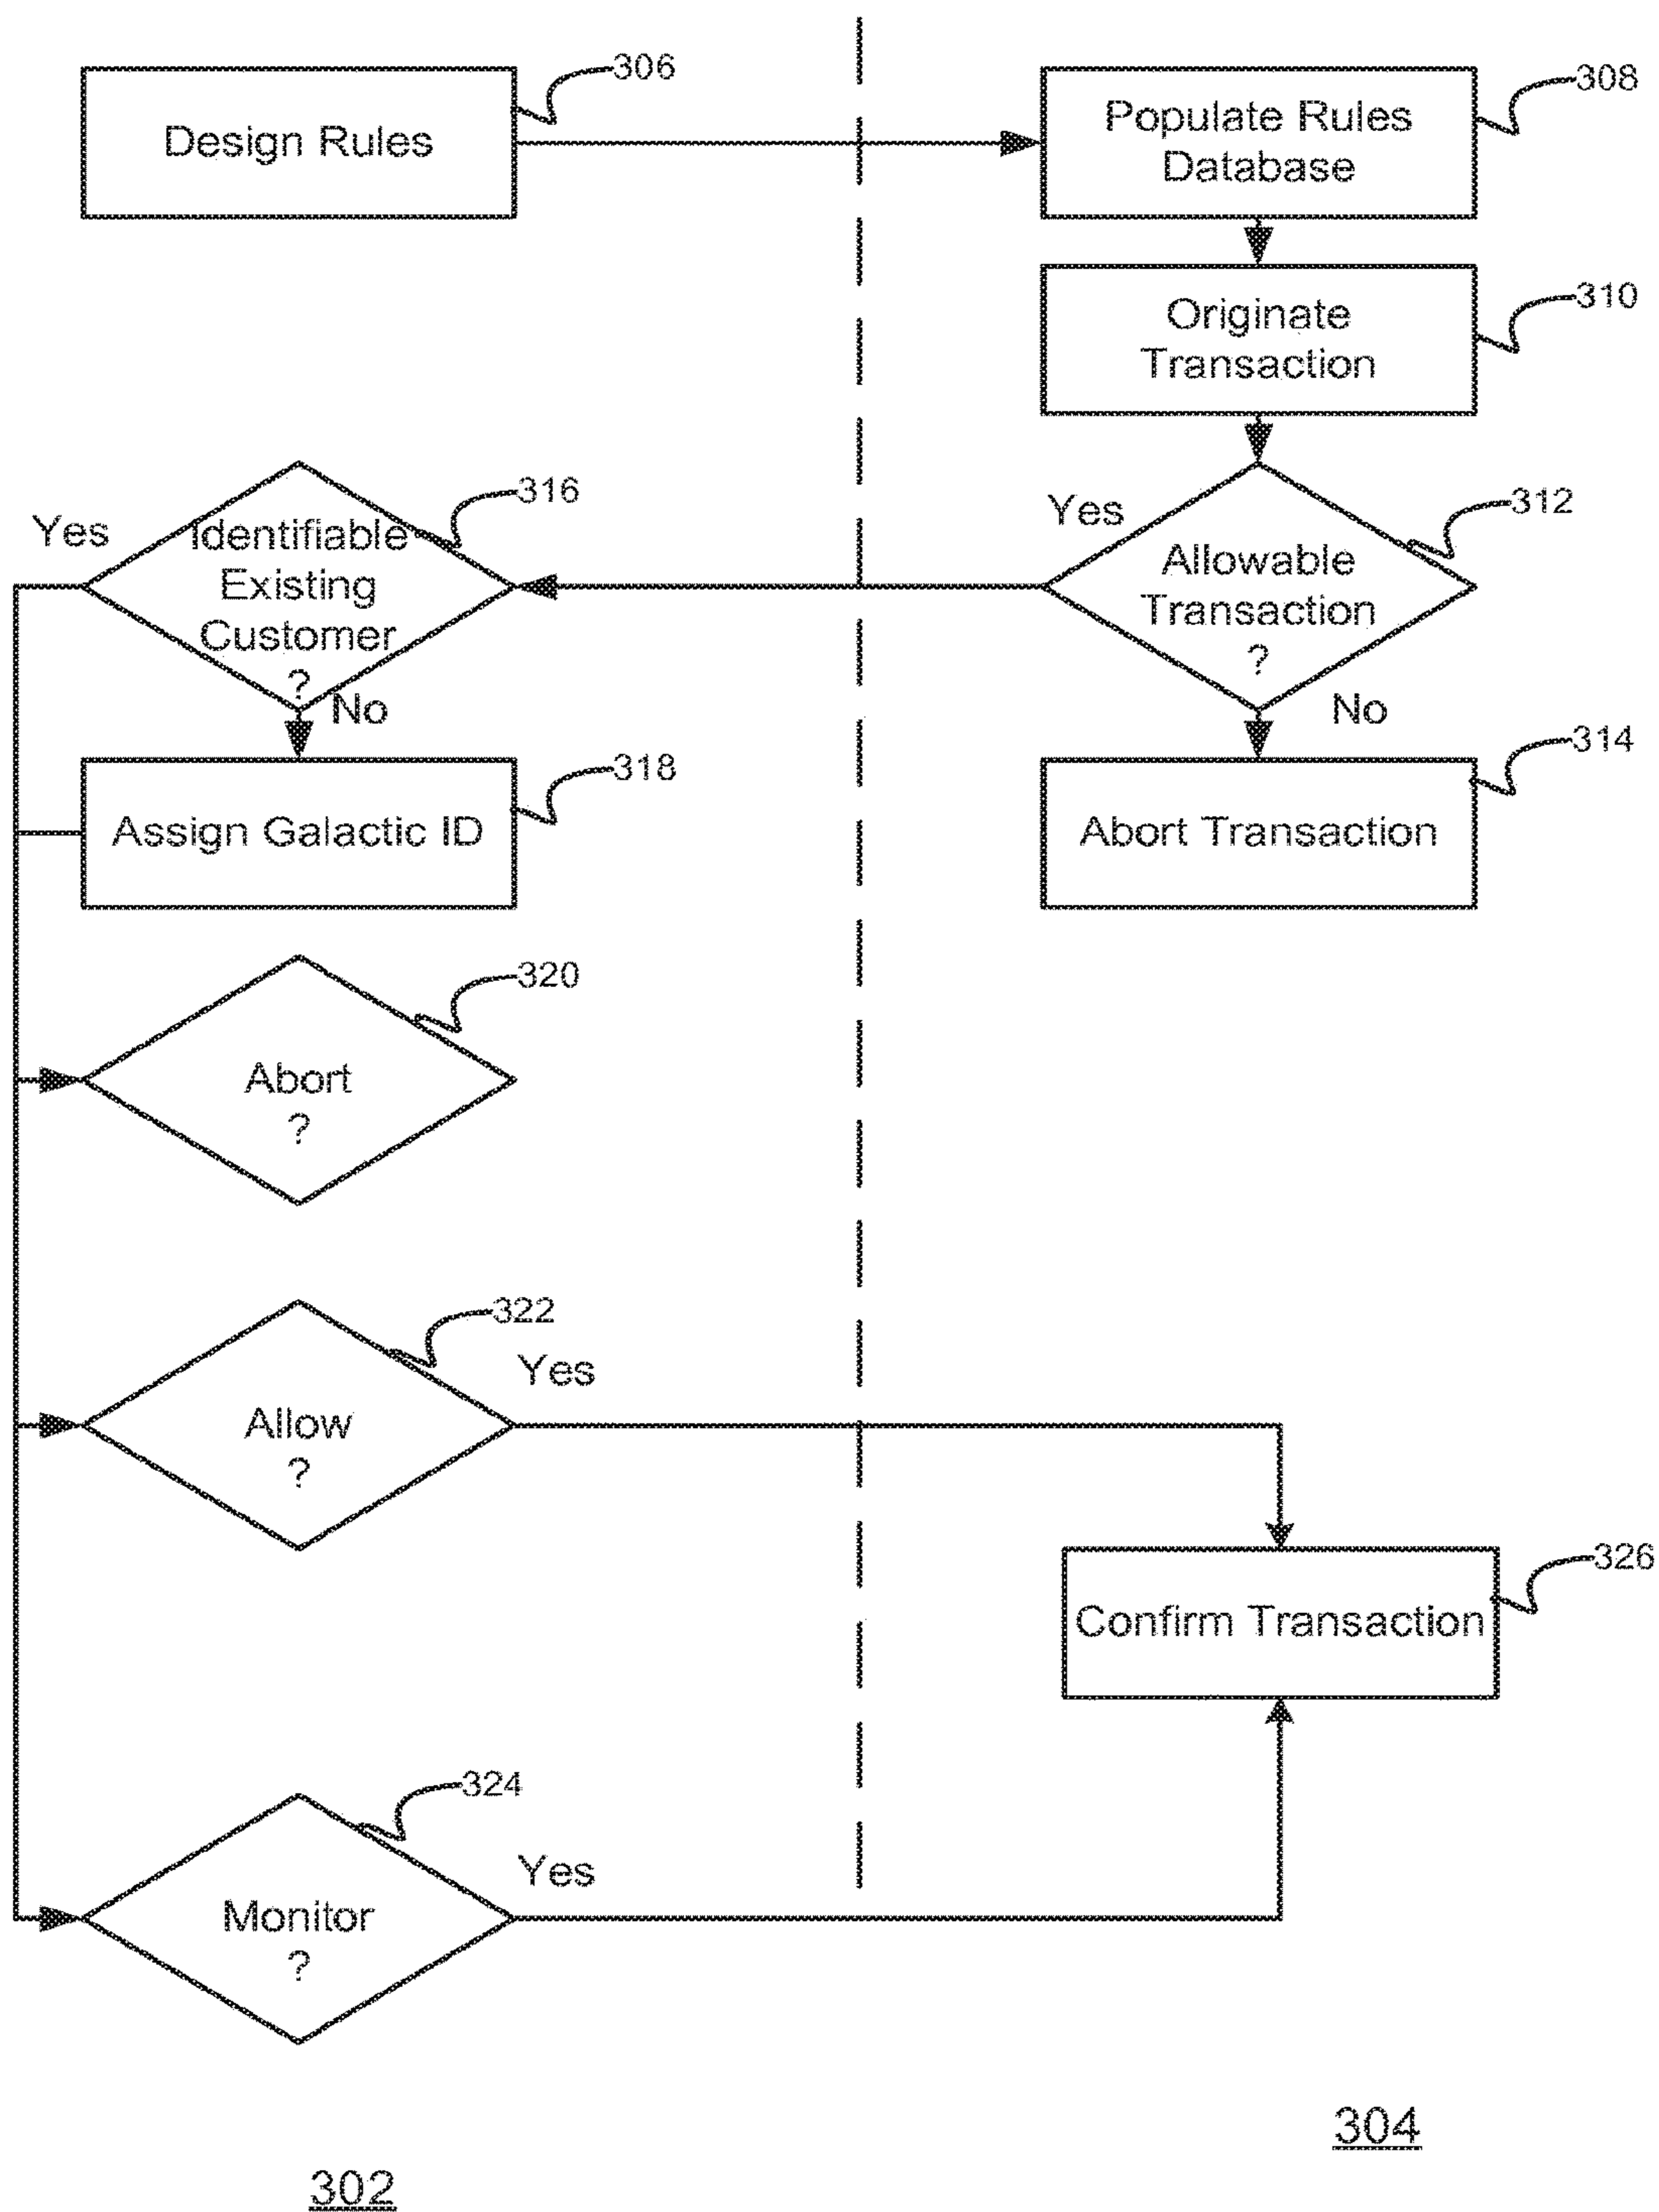 306
Design Rules
308
Populate Rules
Database
310
Originate
Transaction
316
Yes
Identifiable
Existing
Customer
?
No
312
Yes
Allowable
Transaction
?
No
318
Assign Galactic ID
314
Abort Transaction
320
Abort
?
322
Yes
Allow
?
326
Confirm Transaction
324
Yes
Monitor
?
304
302